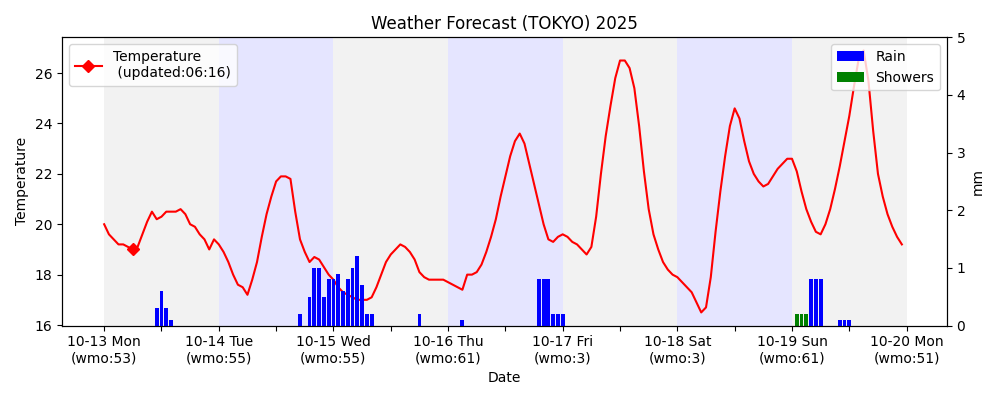 Weather Forecast (TOKYO) 2025
Temperature
(updated:06:16)
Rain
Showers
26
24
22
20
18
16
Temperature
5
4
3
2
1
0
mm
10-13 Mon
(wmo:53)
10-14 Tue
(wmo:55)
10-15 Wed
(wmo:55)
10-16 Thu
(wmo:61)
10-17 Fri
(wmo:3)
10-18 Sat
(wmo:3)
10-19 Sun
(wmo:61)
10-20 Mon
(wmo:51)
Date